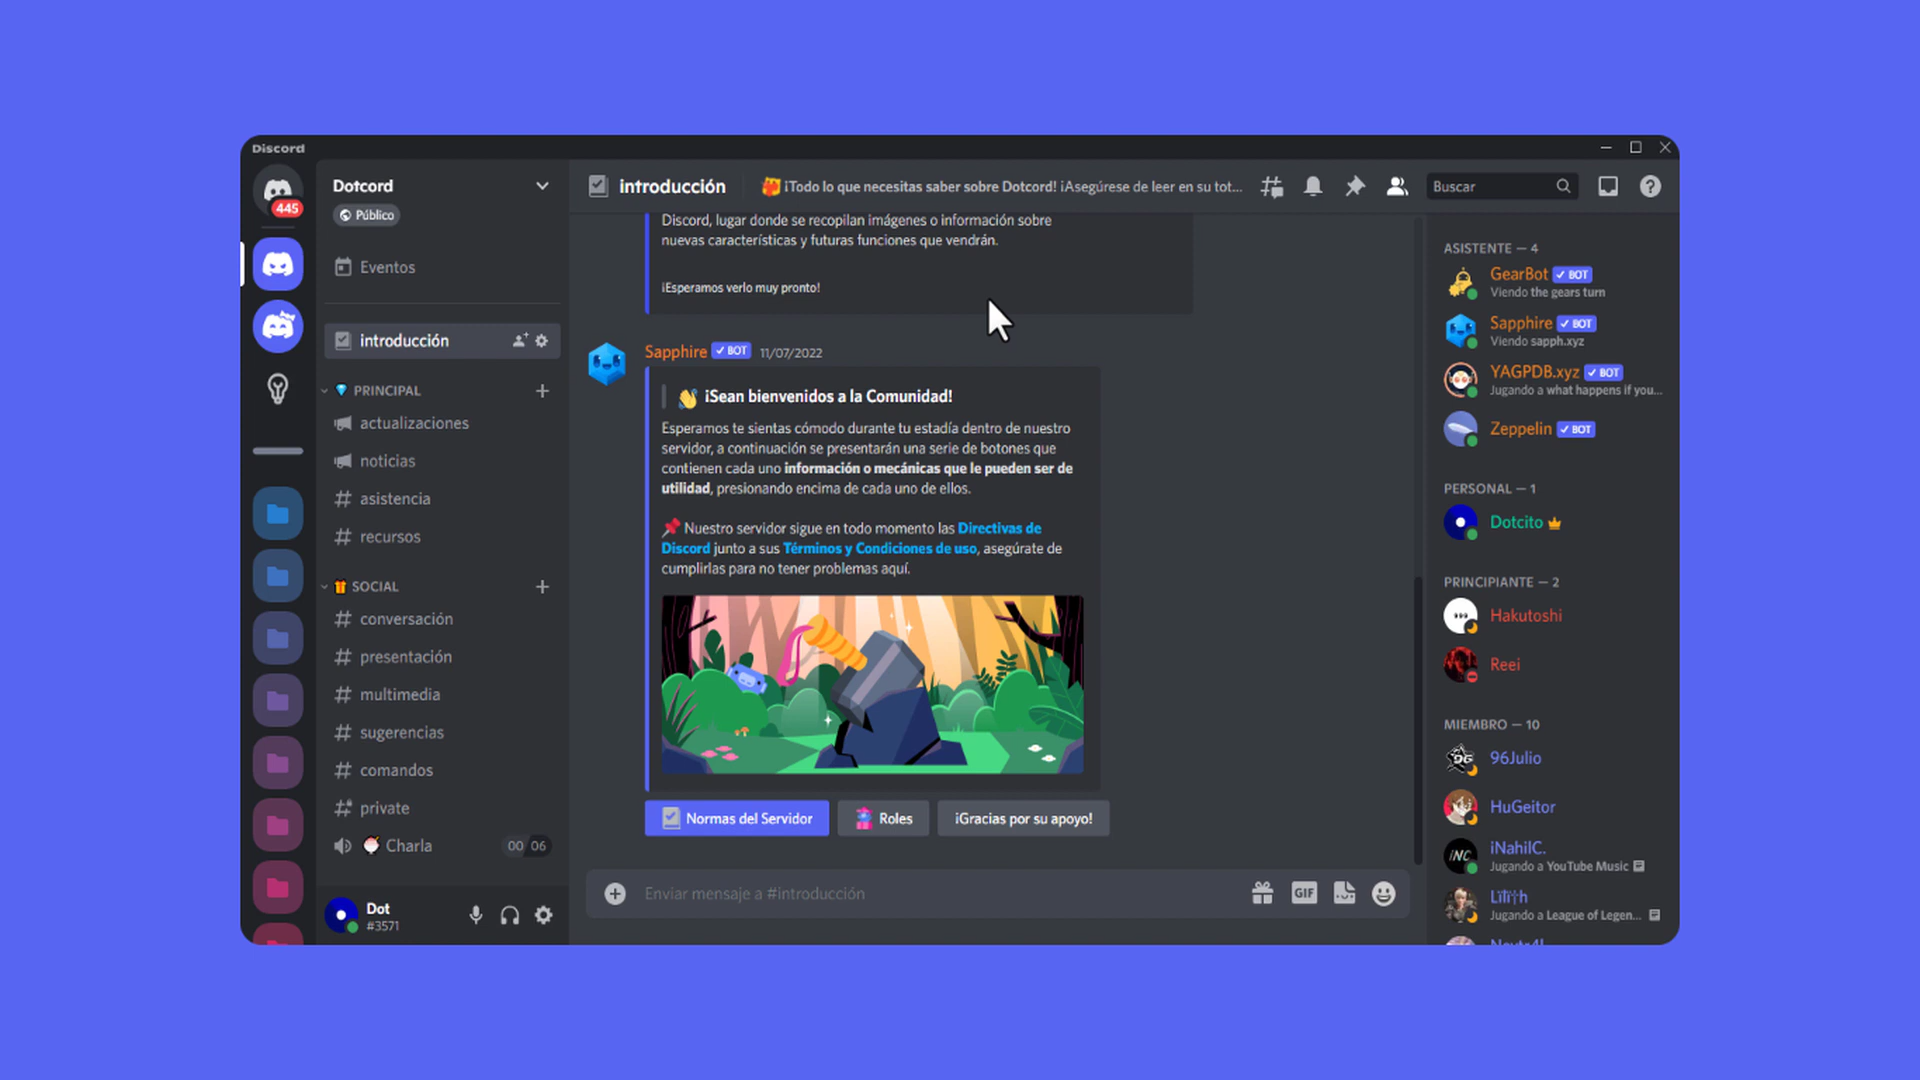 Discord
445
Dotcord
Público
Eventos
introducción
PRINCIPAL
actualizaciones
noticias
asistencia
recursos
SOCIAL
conversación
presentación
multimedia
sugerencias
comandos
private
Charla 00 06
Dot
#3571
introducción
¡Todo lo que necesitas saber sobre Dotcord! ¡Asegúrese de leer en su tot...
Buscar
Discord, lugar donde se recopilan imágenes o información sobre
nuevas características y futuras funciones que vendrán.
¡Esperamos verlo muy pronto!
Sapphire BOT 11/07/2022
¡Sean bienvenidos a la Comunidad!
Esperamos te sientas cómodo durante tu estadía dentro de nuestro
servidor, a continuación se presentarán una serie de botones que
contienen cada uno información o mecánicas que le pueden ser de
utilidad, presionando encima de cada uno de ellos.
Nuestro servidor sigue en todo momento las Directivas de
Discord junto a sus Términos y Condiciones de uso, asegúrate de
cumplirlas para no tener problemas aquí.
Normas del Servidor
Roles
¡Gracias por su apoyo!
Enviar mensaje a #introducción
GIF
ASISTENTE — 4
GearBot BOT
Viendo the gears turn
Sapphire BOT
Viendo sapph.xyz
YAGPDB.xyz BOT
Jugando a what happens if you...
Zeppelin BOT
PERSONAL — 1
Dotcito
PRINCIPIANTE — 2
Hakutoshi
Reei
MIEMBRO — 10
96Julio
HuGeitor
iNC
iNahilC.
Jugando a YouTube Music
Jugando a League of Legen...